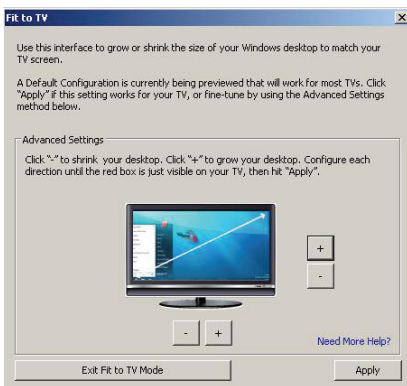 Fit to TV
Use this interface to grow or shrink the size of your Windows desktop to match your
TV screen.
A Default Configuration is currently being previewed that will work for most TVs. Click
"Apply" if this setting works for your TV, or fine-tune by using the Advanced Settings
method below.
Advanced Settings
Click "-" to shrink your desktop. Click "+" to grow your desktop. Configure each
direction until the red box is just visible on your TV, then hit "Apply".
+
-
- +
Need More Help?
Exit Fit to TV Mode Apply